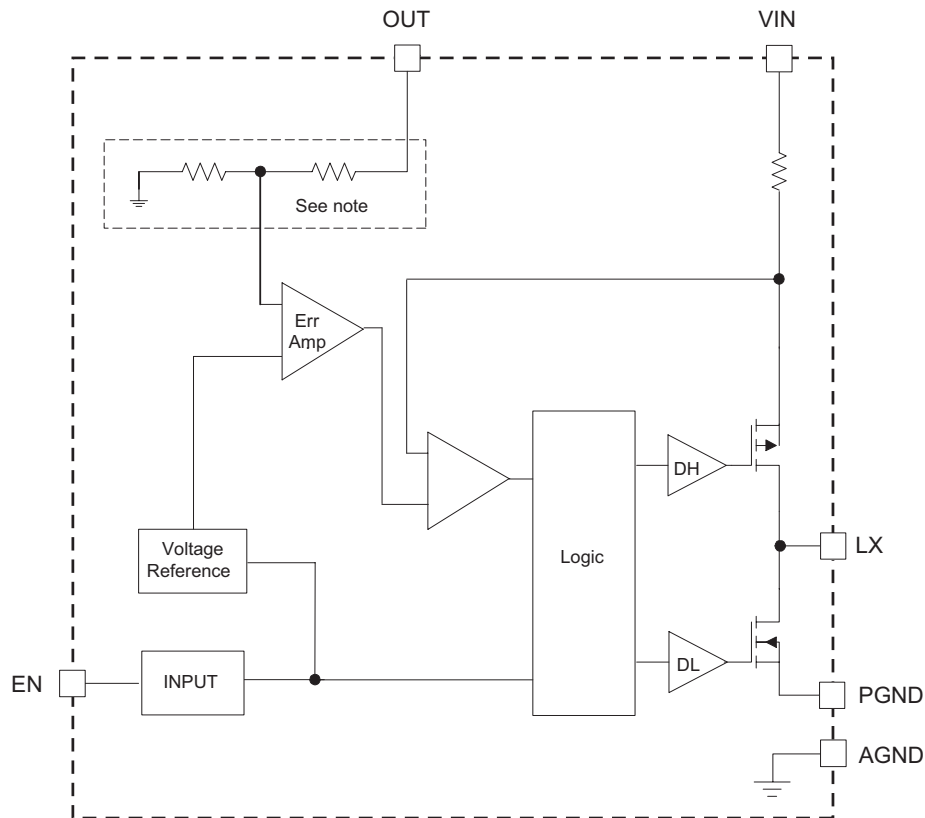 OUT
VIN
See note
Err
Amp
DH
Voltage
Reference
Logic
LX
EN
INPUT
DL
PGND
AGND